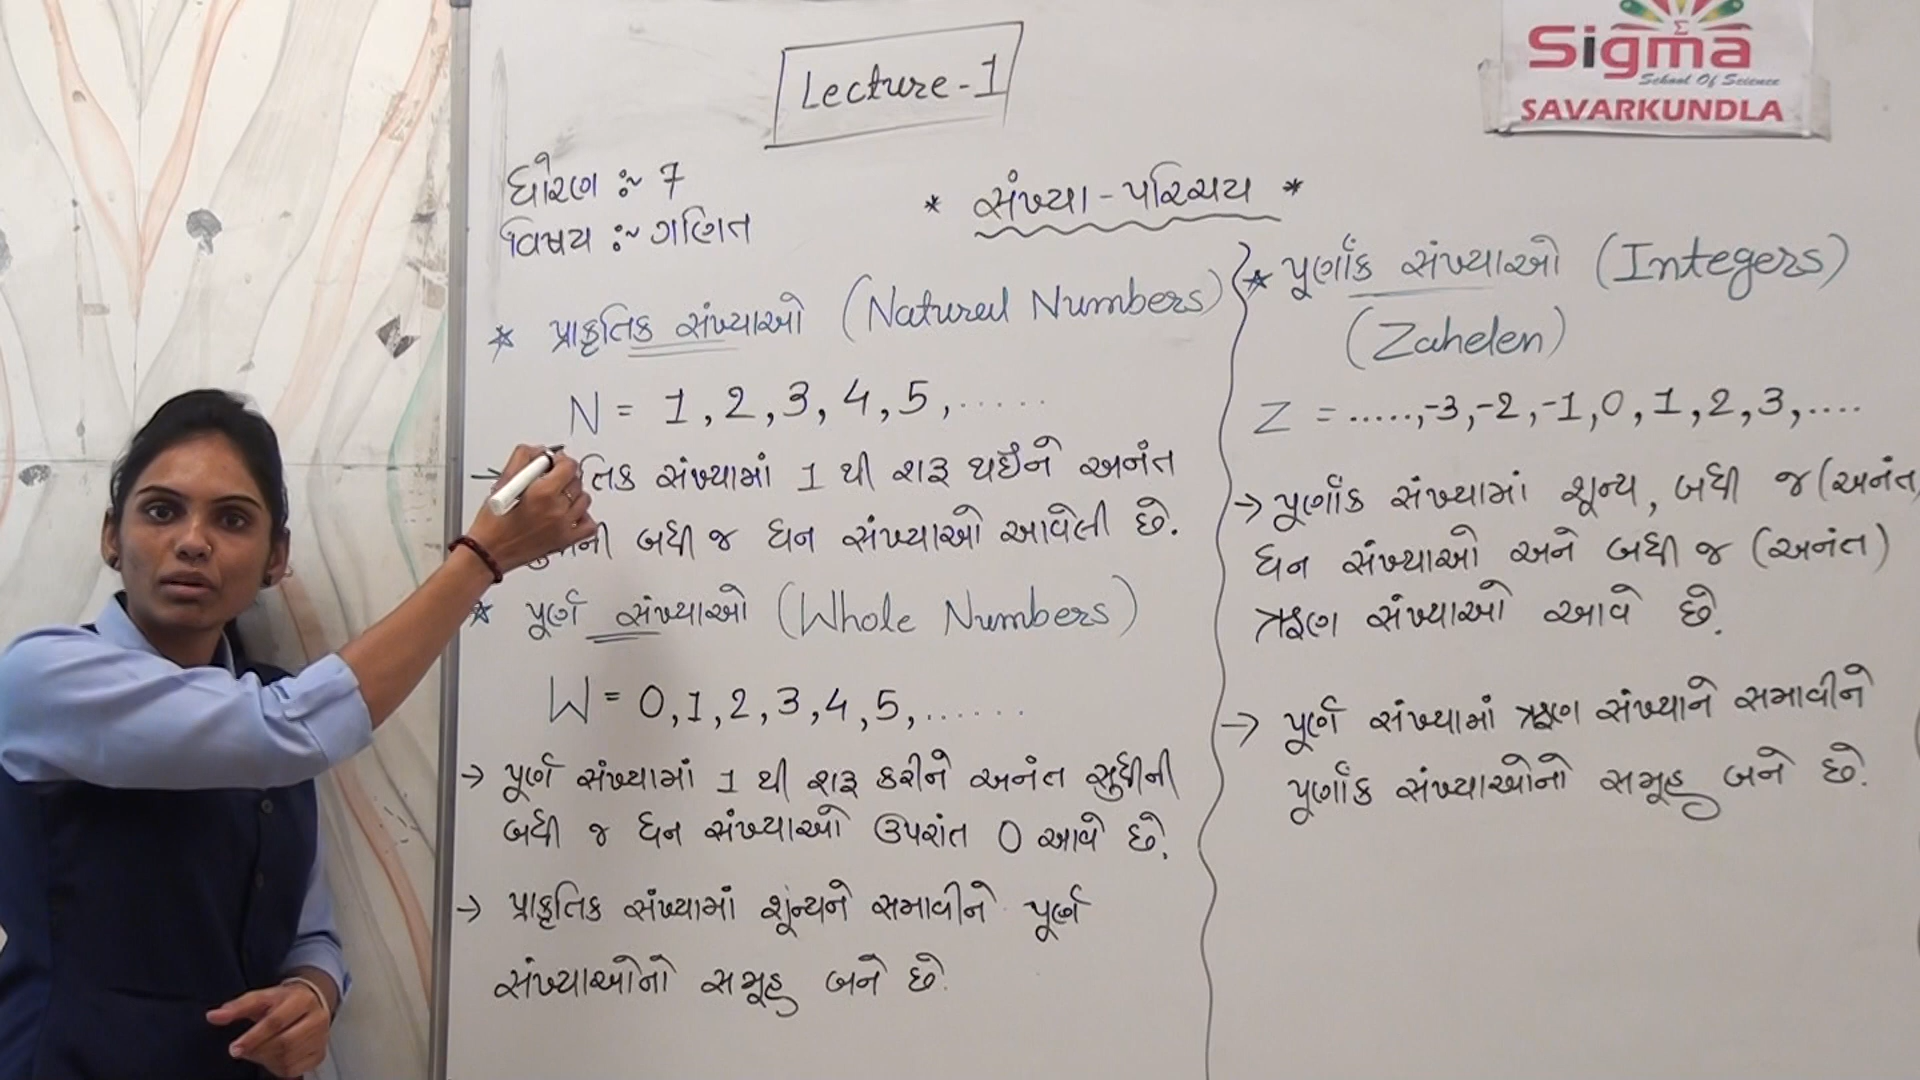 Lecture-1
Sigma
School Of Science
SAVARKUNDLA
ધોરણ :~ 7
વિષય :~ ગણિત
* સંખ્યા - પરિચય *
* પ્રાકૃતિક સંખ્યાઓ (Natural Numbers)
N = 1, 2, 3, 4, 5, ......
→ તિક સંખ્યામાં 1 થી શરૂ થઈને અનંત
ની બધી જ ધન સંખ્યાઓ આવેલી છે.
* પૂર્ણ સંખ્યાઓ (Whole Numbers)
W = 0, 1, 2, 3, 4, 5, .......
→ પૂર્ણ સંખ્યામાં 1 થી શરૂ કરીને અનંત સુધીની
બધી જ ધન સંખ્યાઓ ઉપરાંત 0 આવે છે.
→ પ્રાકૃતિક સંખ્યામાં શૂન્યને સમાવીને પૂર્ણ
સંખ્યાઓનો સમૂહ બને છે.
* પૂર્ણાંક સંખ્યાઓ (Integers)
(Zahelen)
Z = ....., -3, -2, -1, 0, 1, 2, 3, ....
→ પૂર્ણાંક સંખ્યામાં શૂન્ય, બધી જ (અનંત)
ધન સંખ્યાઓ અને બધી જ (અનંત)
ઋણ સંખ્યાઓ આવે છે.
→ પૂર્ણ સંખ્યામાં ઋણ સંખ્યાને સમાવીને
પૂર્ણાંક સંખ્યાઓનો સમૂહ બને છે.